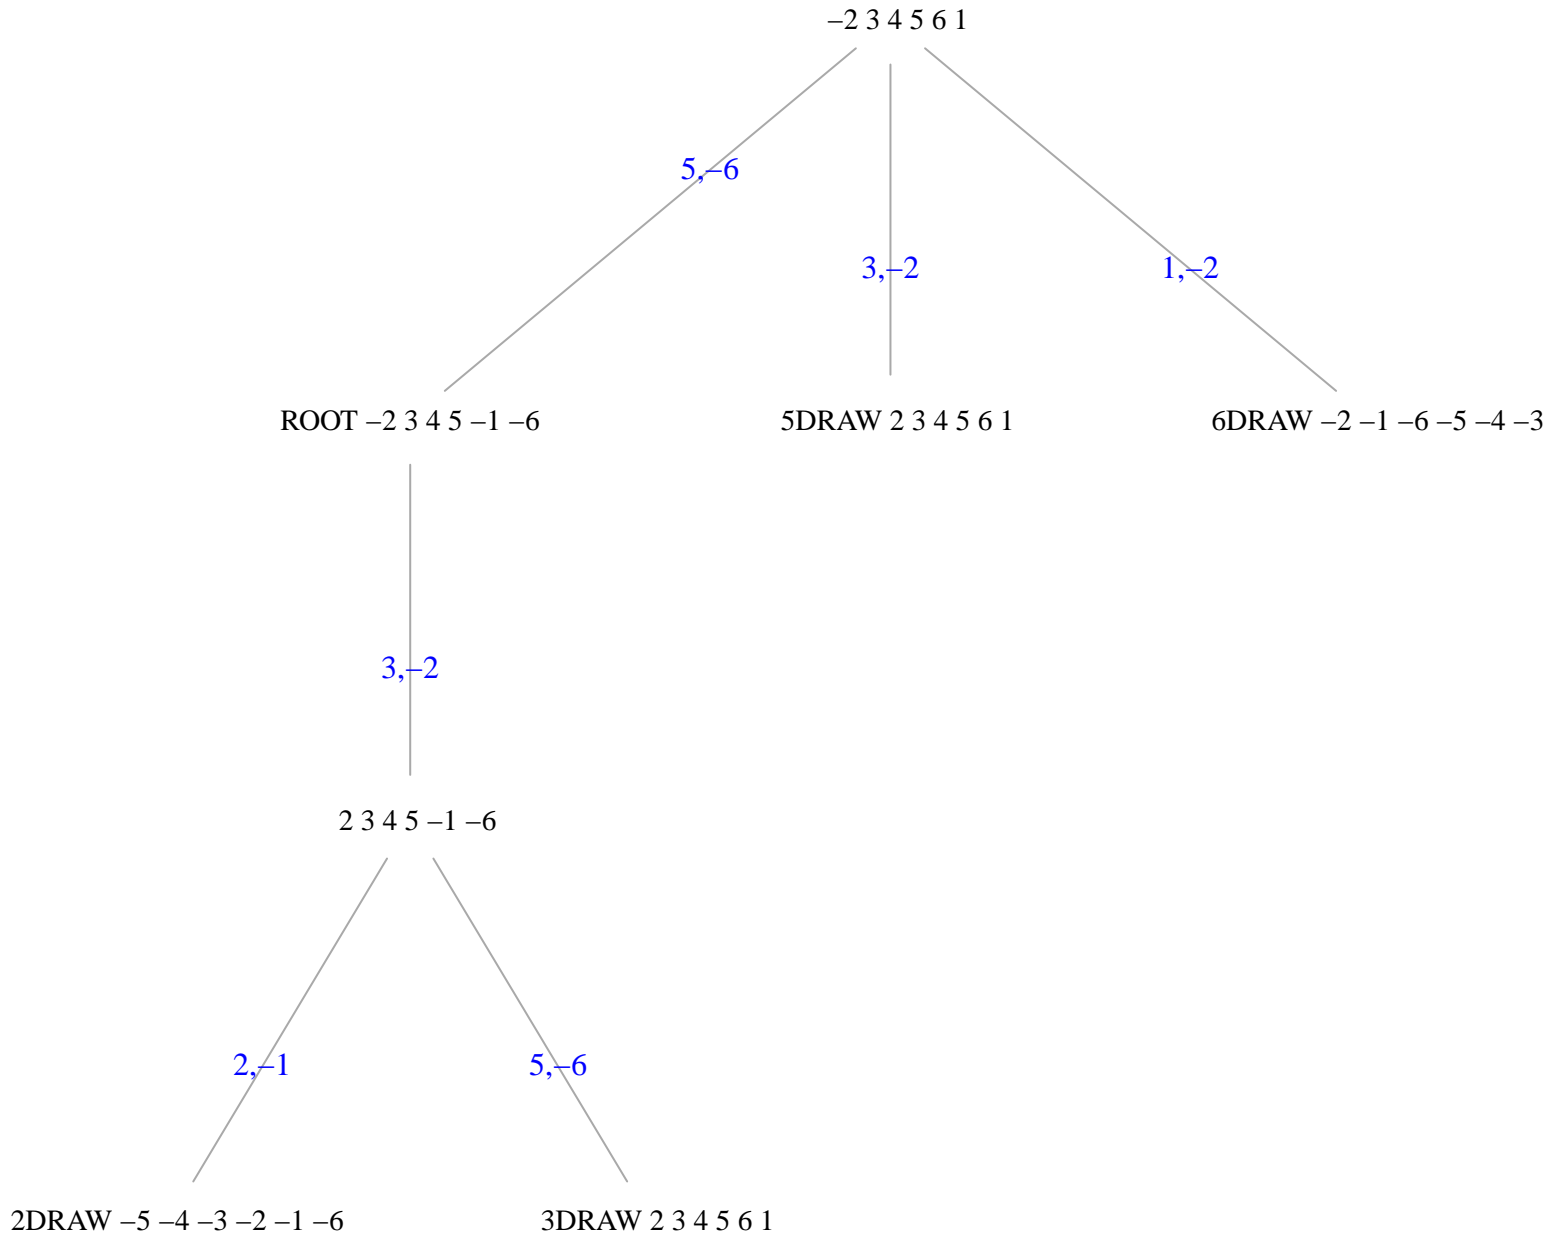 –2 3 4 5 6 1
5,–6
3,–2
1,–2
ROOT –2 3 4 5 –1 –6
5DRAW 2 3 4 5 6 1
6DRAW –2 –1 –6 –5 –4 –3
3,–2
2 3 4 5 –1 –6
2,–1
5,–6
2DRAW –5 –4 –3 –2 –1 –6
3DRAW 2 3 4 5 6 1